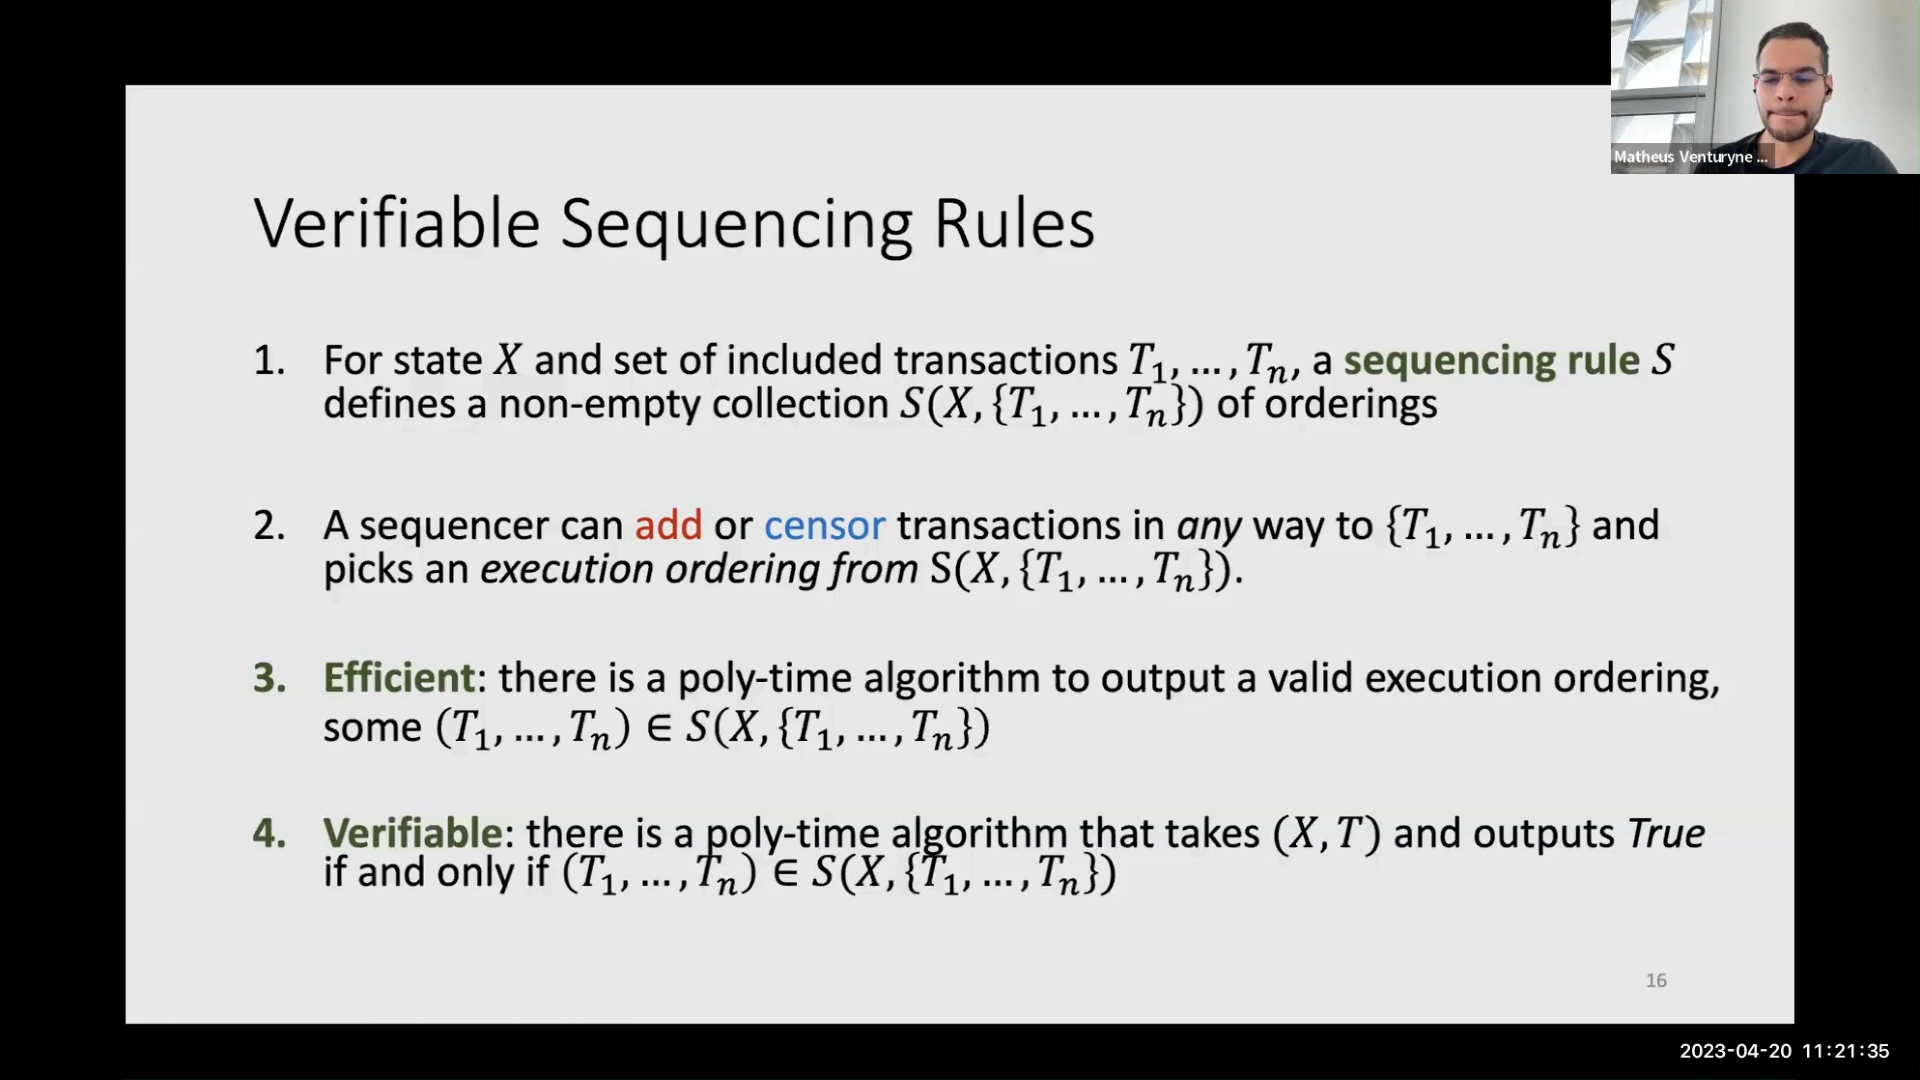 Matheus Venturyne ...
Verifiable Sequencing Rules
1. For state X and set of included transactions T₁, ..., Tₙ, a sequencing rule S
defines a non-empty collection S(X, {T₁, ..., Tₙ}) of orderings
2. A sequencer can add or censor transactions in any way to {T₁, ..., Tₙ} and
picks an execution ordering from S(X, {T₁, ..., Tₙ}).
3. Efficient: there is a poly-time algorithm to output a valid execution ordering,
some (T₁, ..., Tₙ) ∈ S(X, {T₁, ..., Tₙ})
4. Verifiable: there is a poly-time algorithm that takes (X, T) and outputs True
if and only if (T₁, ..., Tₙ) ∈ S(X, {T₁, ..., Tₙ})
16
2023-04-20 11:21:35